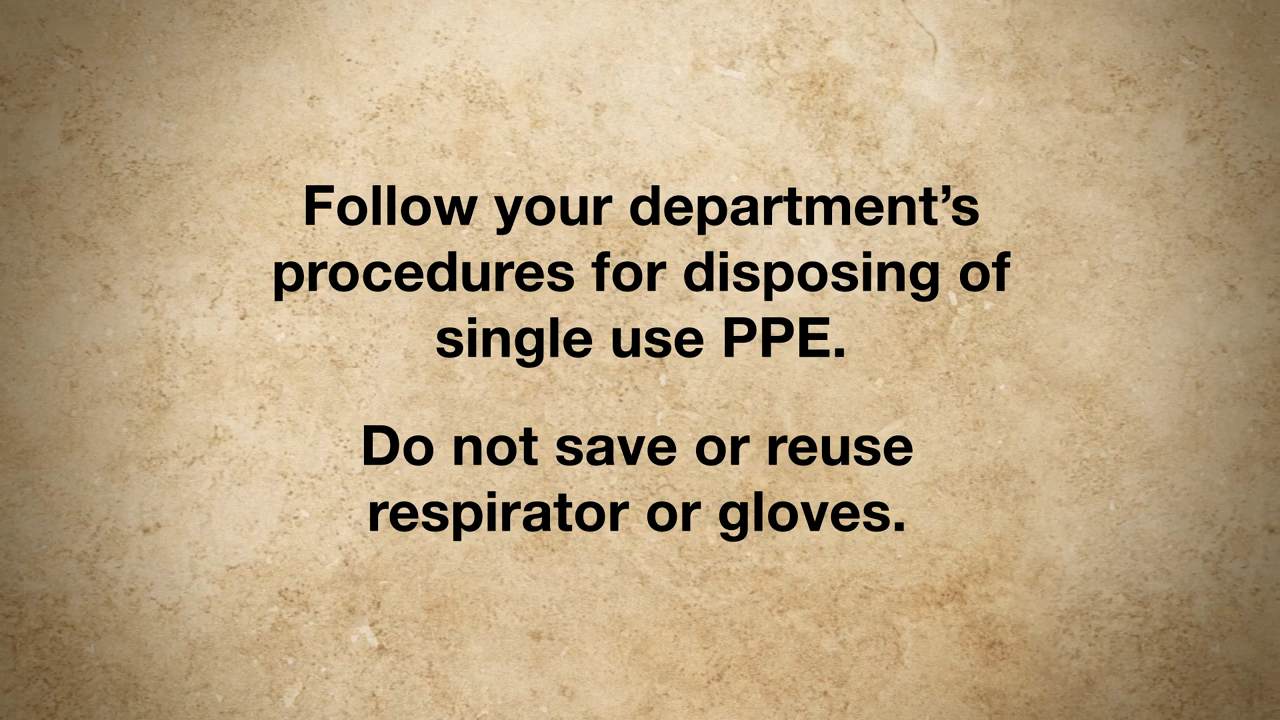 Follow your department’s
procedures for disposing of
single use PPE.
Do not save or reuse
respirator or gloves.